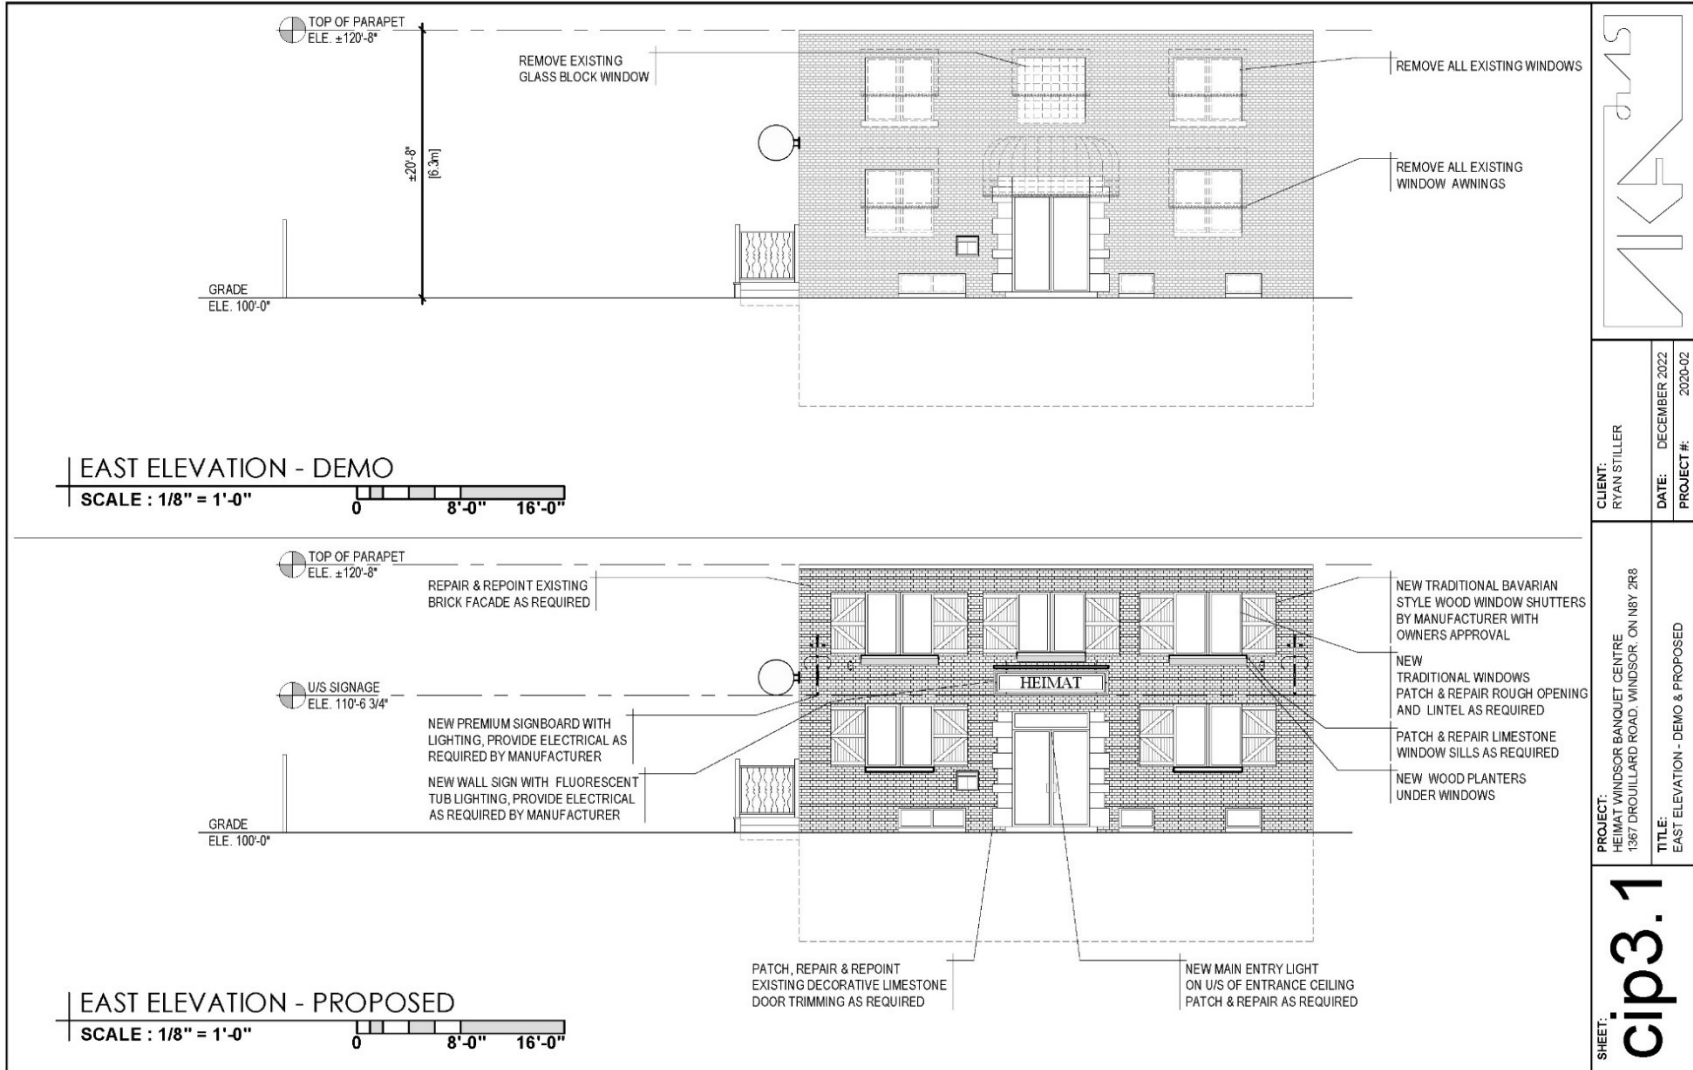 TOP OF PARAPET
ELE. ±120'-8"
REMOVE EXISTING
GLASS BLOCK WINDOW
REMOVE ALL EXISTING WINDOWS
±20'-8"
[6.3m]
REMOVE ALL EXISTING
WINDOW AWNINGS
GRADE
ELE. 100'-0"
EAST ELEVATION - DEMO
SCALE : 1/8" = 1'-0"
0 8'-0" 16'-0"
TOP OF PARAPET
ELE. ±120'-8"
REPAIR & REPOINT EXISTING
BRICK FACADE AS REQUIRED
NEW TRADITIONAL BAVARIAN
STYLE WOOD WINDOW SHUTTERS
BY MANUFACTURER WITH
OWNERS APPROVAL
NEW
TRADITIONAL WINDOWS
PATCH & REPAIR ROUGH OPENING
AND LINTEL AS REQUIRED
HEIMAT
U/S SIGNAGE
ELE. 110'-6 3/4"
NEW PREMIUM SIGNBOARD WITH
LIGHTING, PROVIDE ELECTRICAL AS
REQUIRED BY MANUFACTURER
PATCH & REPAIR LIMESTONE
WINDOW SILLS AS REQUIRED
NEW WALL SIGN WITH FLUORESCENT
TUB LIGHTING, PROVIDE ELECTRICAL
AS REQUIRED BY MANUFACTURER
NEW WOOD PLANTERS
UNDER WINDOWS
GRADE
ELE. 100'-0"
PATCH, REPAIR & REPOINT
EXISTING DECORATIVE LIMESTONE
DOOR TRIMMING AS REQUIRED
NEW MAIN ENTRY LIGHT
ON U/S OF ENTRANCE CEILING
PATCH & REPAIR AS REQUIRED
EAST ELEVATION - PROPOSED
SCALE : 1/8" = 1'-0"
0 8'-0" 16'-0"
CLIENT:
RYAN STILLER
DATE: DECEMBER 2022
PROJECT #: 2020-02
PROJECT:
HEIMAT WINDSOR BANQUET CENTRE
1367 DROUILLARD ROAD, WINDSOR, ON N8Y 2R8
TITLE:
EAST ELEVATION - DEMO & PROPOSED
SHEET:
cip3.1